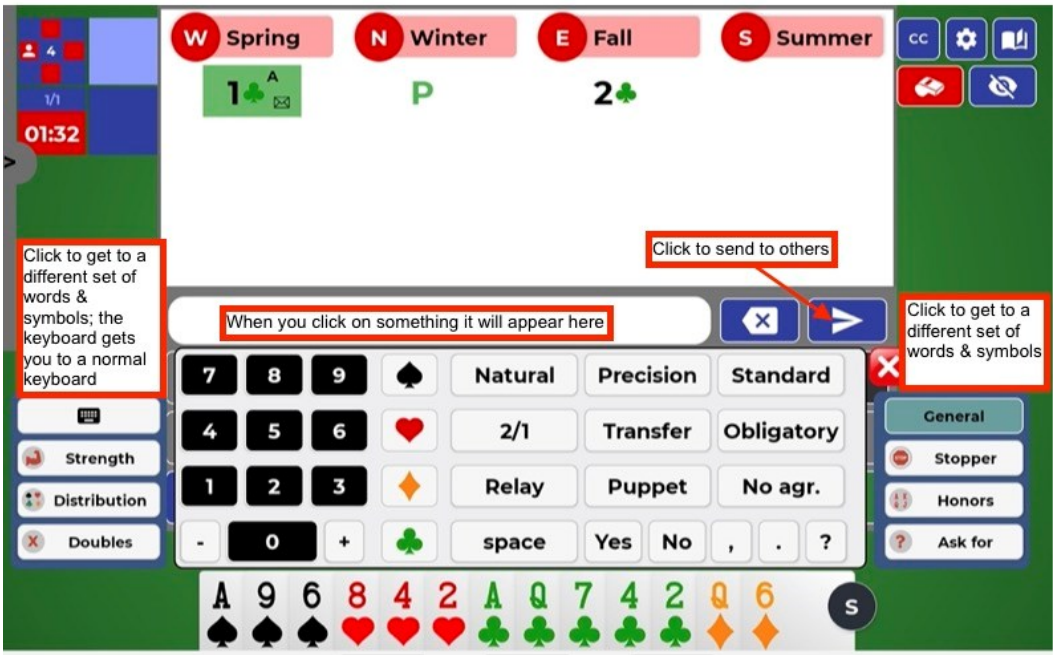 4
1/1
01:32
W Spring
N Winter
E Fall
S Summer
CC
1♣ A
P
2♣
>
Click to get to a
different set of
words &
symbols; the
keyboard gets
you to a normal
keyboard
Click to send to others
When you click on something it will appear here
Click to get to a
different set of
words & symbols
7 8 9 ♠ Natural Precision Standard
4 5 6 ♥ 2/1 Transfer Obligatory
1 2 3 ♦ Relay Puppet No agr.
- 0 + ♣ space Yes No , . ?
Strength
Distribution
Doubles
General
STOP Stopper
Honors
? Ask for
A 9 6 8 4 2 A Q 7 4 2 Q 6
♠ ♠ ♠ ♥ ♥ ♥ ♣ ♣ ♣ ♣ ♣ ♦ ♦
S